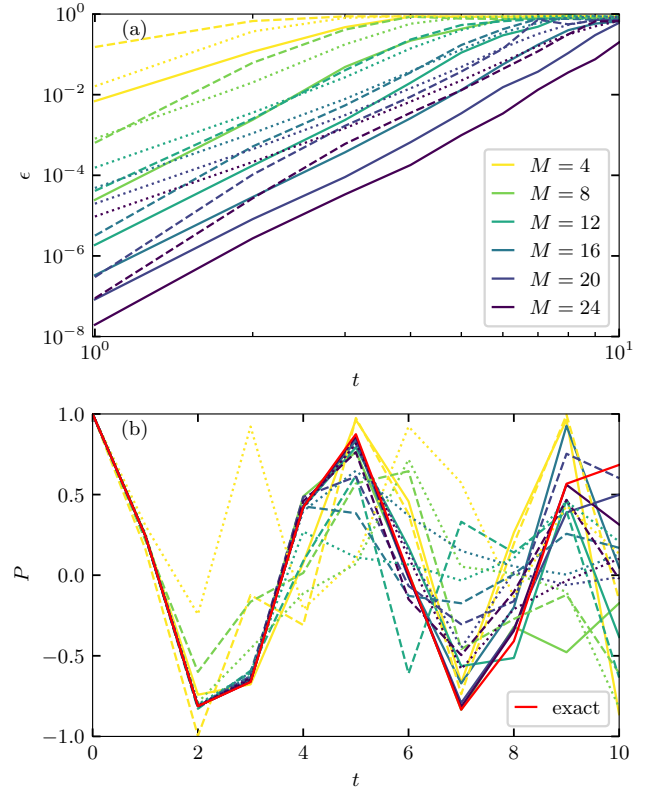 (a)
10^0
10^{-2}
10^{-4}
10^{-6}
10^{-8}
ϵ
M = 4
M = 8
M = 12
M = 16
M = 20
M = 24
10^0
10^1
t
(b)
1.0
0.5
0.0
−0.5
−1.0
P
exact
0
2
4
6
8
10
t